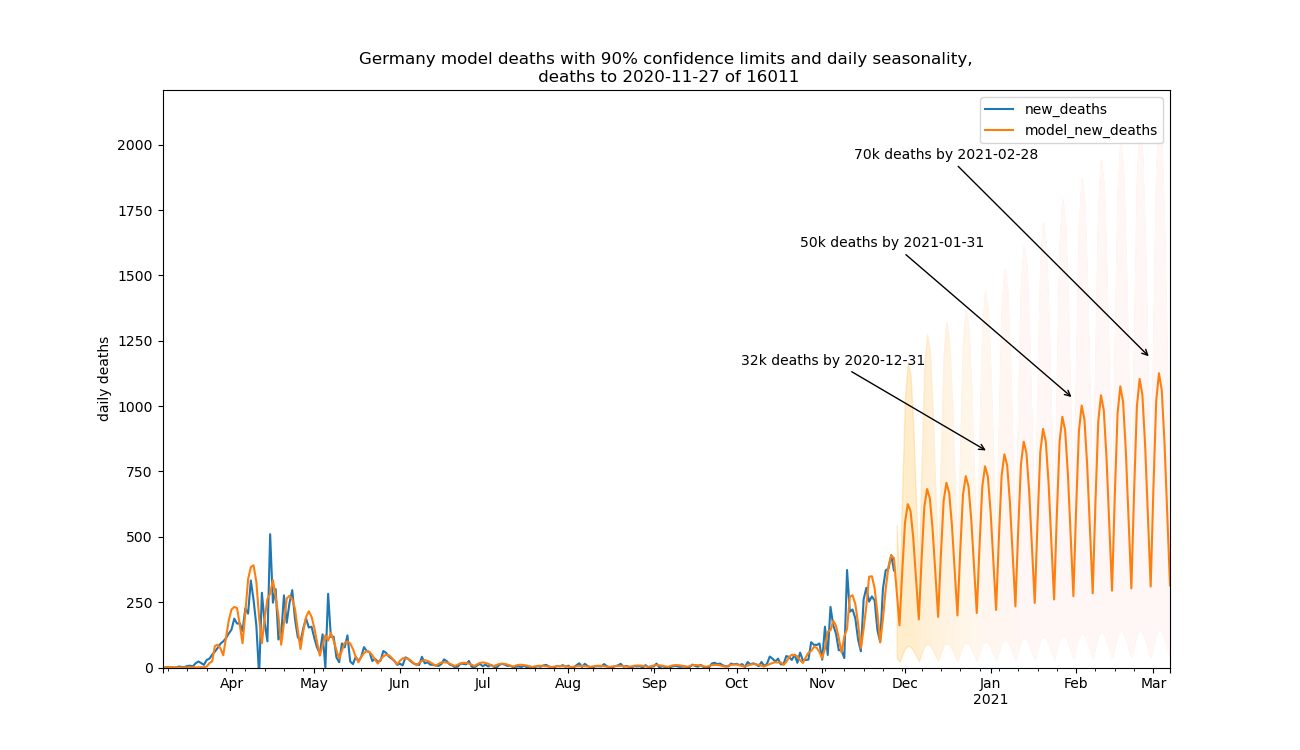 Germany model deaths with 90% confidence limits and daily seasonality,
deaths to 2020-11-27 of 16011
new_deaths
model_new_deaths
70k deaths by 2021-02-28
50k deaths by 2021-01-31
32k deaths by 2020-12-31
daily deaths
2000
1750
1500
1250
1000
750
500
250
0
Apr May Jun Jul Aug Sep Oct Nov Dec Jan Feb Mar
2021